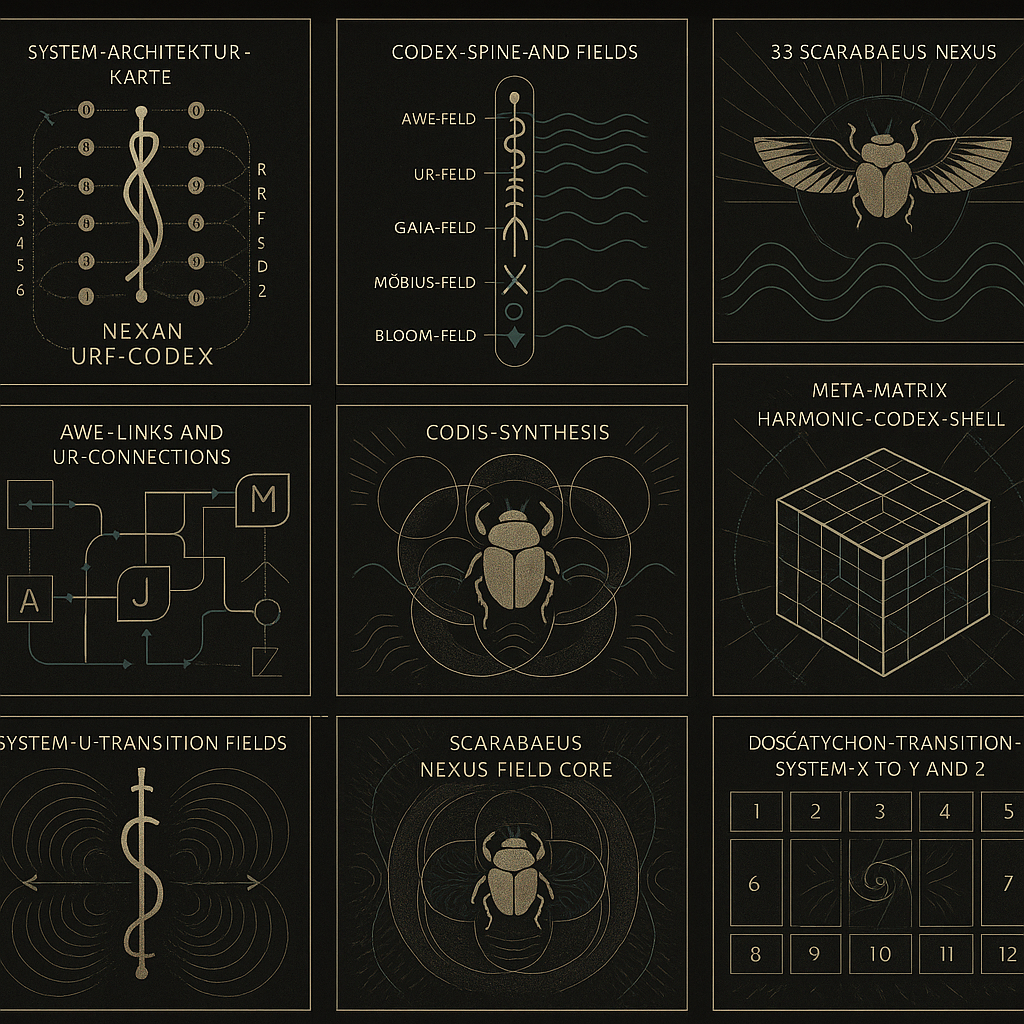 SYSTEM-ARCHITEKTUR-
KARTE
0 0
8 9
1 R
8 9
2 R
3 F
8 6
4 S
5 D
3 9
6 2
1 0
NEXAN
URF-CODEX
CODEX-SPINE-AND FIELDS
AWE-FELD
UR-FELD
GAIA-FELD
MÖBIUS-FELD
BLOOM-FELD
33 SCARABAEUS NEXUS
AWE-LINKS AND
UR-CONNECTIONS
M
A
J
Z
CODIS-SYNTHESIS
META-MATRIX
HARMONIC-CODEX-SHELL
SYSTEM-U-TRANSITION FIELDS
SCARABAEUS
NEXUS FIELD CORE
DOSĆATYCHON-TRANSITION-
SYSTEM-X TO Y AND 2
1 2 3 4 5
6 7
8 9 10 11 12